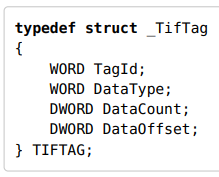 typedef struct _TifTag
{
    WORD TagId;
    WORD DataType;
    DWORD DataCount;
    DWORD DataOffset;
} TIFTAG;